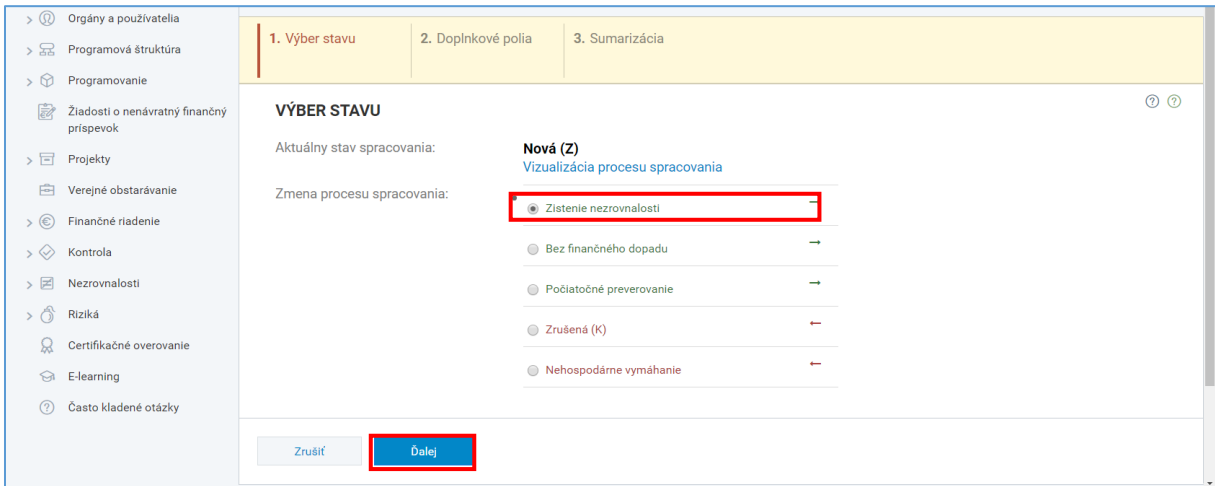 Orgány a používatelia
Programová štruktúra
Programovanie
Žiadosti o nenávratný finančný
príspevok
Projekty
Verejné obstarávanie
Finančné riadenie
Kontrola
Nezrovnalosti
Riziká
Certifikačné overovanie
E-learning
Často kladené otázky
1. Výber stavu 2. Doplnkové polia 3. Sumarizácia
VÝBER STAVU
Aktuálny stav spracovania: Nová (Z)
Vizualizácia procesu spracovania
Zmena procesu spracovania:
Zistenie nezrovnalosti
Bez finančného dopadu
Počiatočné preverovanie
Zrušená (K)
Nehospodárne vymáhanie
Zrušiť Ďalej